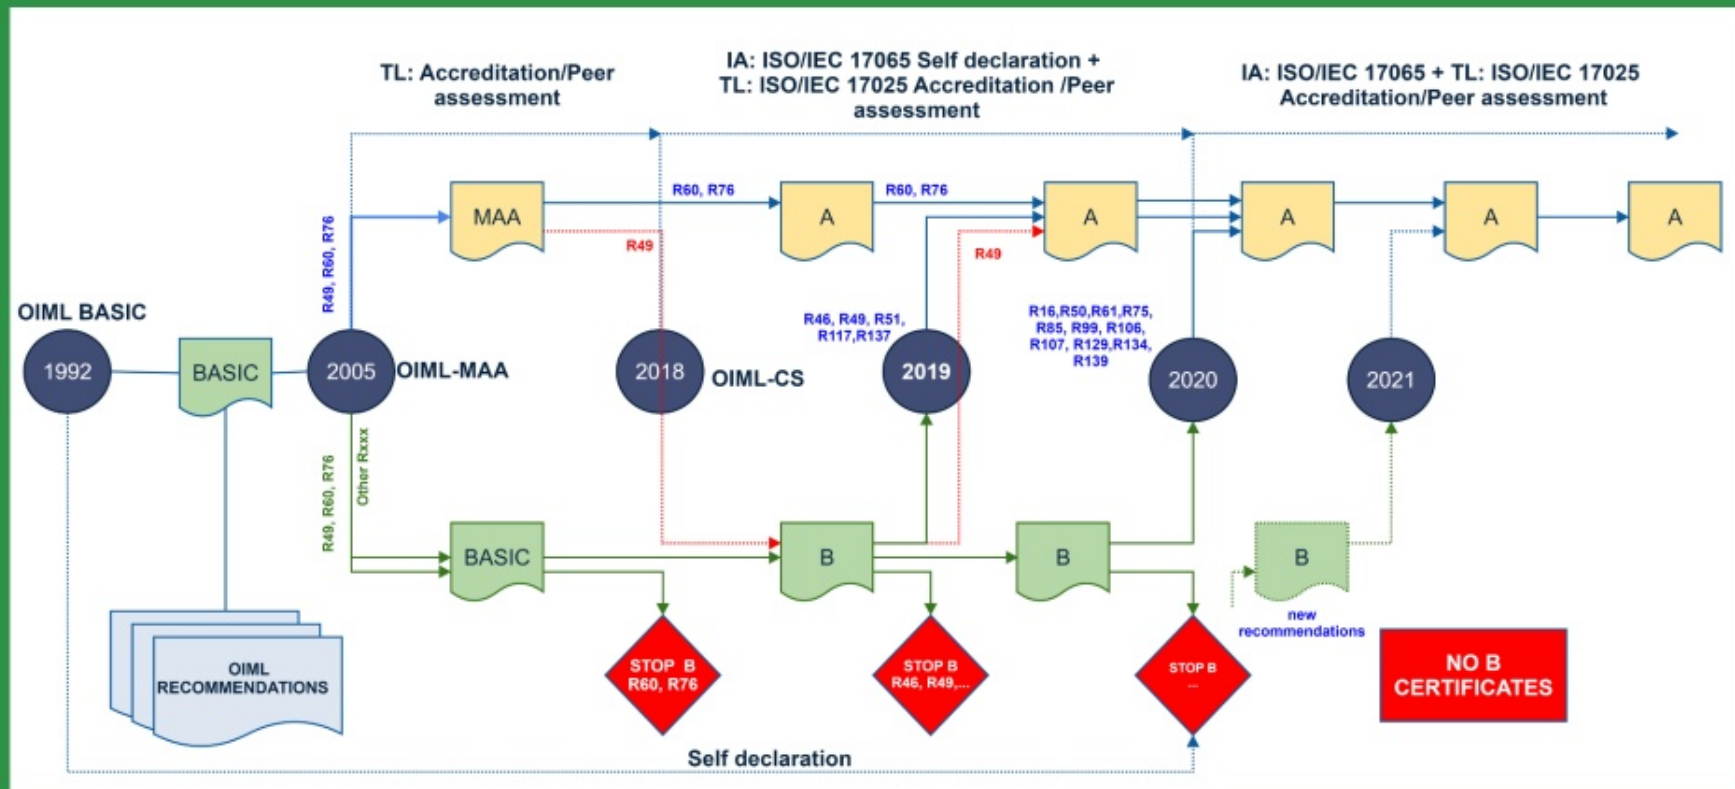 TL: Accreditation/Peer
assessment
IA: ISO/IEC 17065 Self declaration +
TL: ISO/IEC 17025 Accreditation /Peer
assessment
IA: ISO/IEC 17065 + TL: ISO/IEC 17025
Accreditation/Peer assessment
R49, R60, R76
MAA
R60, R76
R49
A
R60, R76
R49
A
A
A
A
OIML BASIC
1992
BASIC
2005
OIML-MAA
2018
OIML-CS
R46, R49, R51,
R117,R137
2019
R16,R50,R61,R75,
R85, R99, R106,
R107, R129,R134,
R139
2020
2021
R49, R60, R76
Other Rxxx
BASIC
B
B
B
new
recommendations
OIML
RECOMMENDATIONS
STOP B
R60, R76
STOP B
R46, R49,...
STOP B
...
NO B
CERTIFICATES
Self declaration